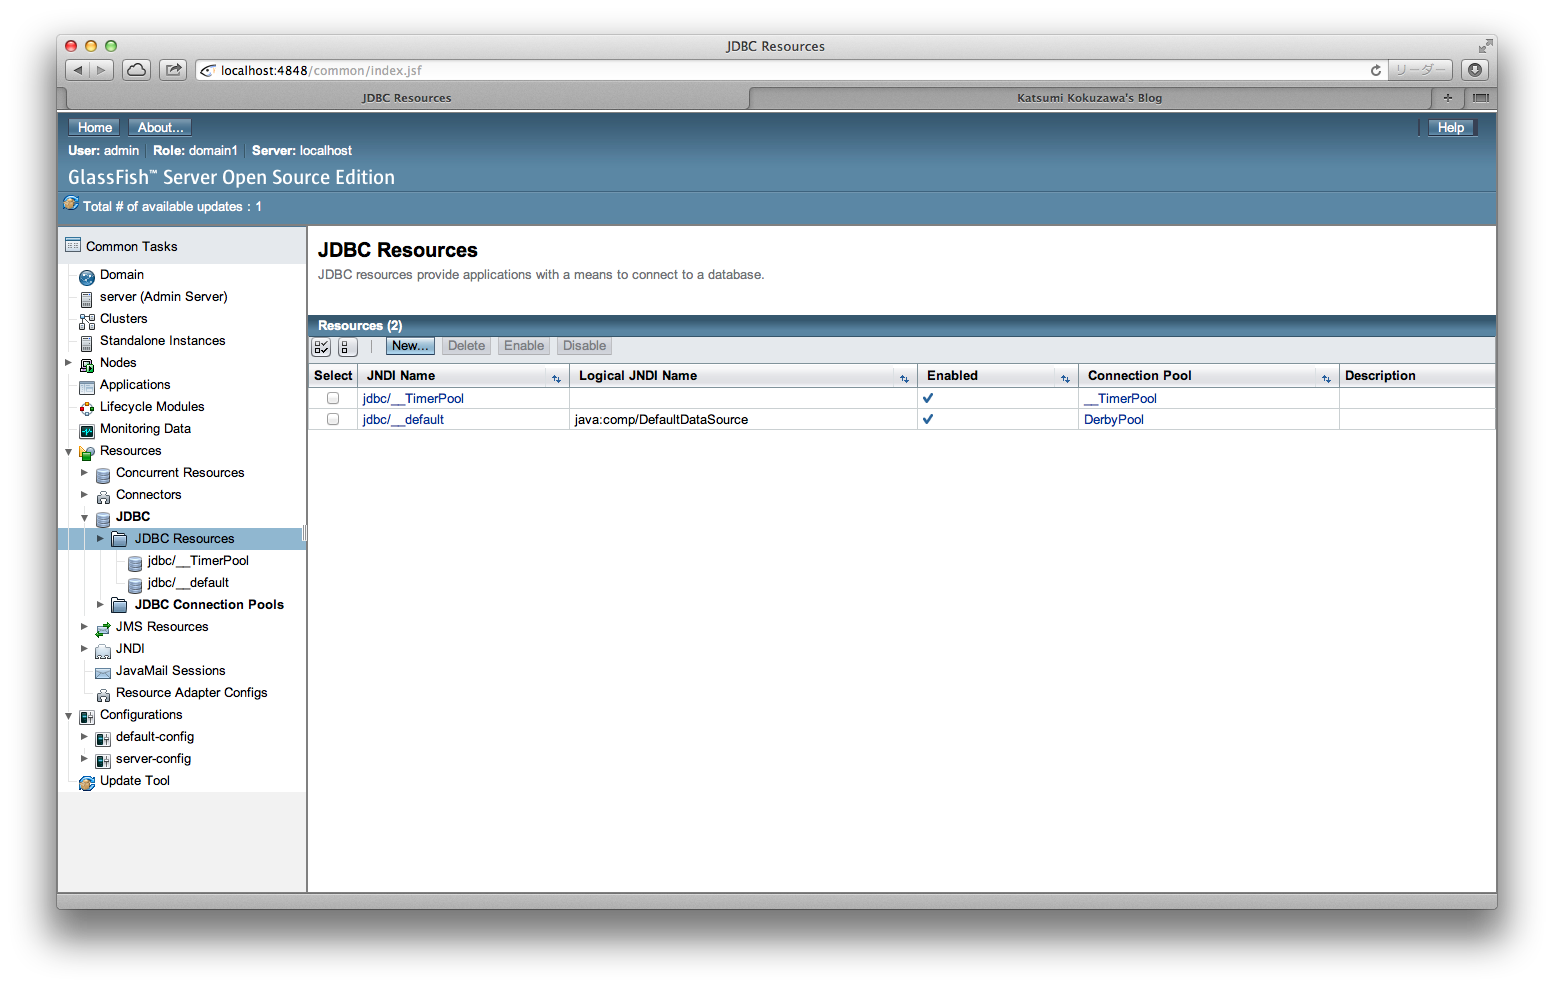 JDBC Resources
localhost:4848/common/index.jsf
リーダー
JDBC Resources
Katsumi Kokuzawa's Blog
Home
About...
Help
User: admin
Role: domain1
Server: localhost
GlassFish™ Server Open Source Edition
Total # of available updates : 1
Common Tasks
Domain
server (Admin Server)
Clusters
Standalone Instances
Nodes
Applications
Lifecycle Modules
Monitoring Data
Resources
Concurrent Resources
Connectors
JDBC
JDBC Resources
jdbc/__TimerPool
jdbc/__default
JDBC Connection Pools
JMS Resources
JNDI
JavaMail Sessions
Resource Adapter Configs
Configurations
default-config
server-config
Update Tool
JDBC Resources
JDBC resources provide applications with a means to connect to a database.
Resources (2)
New... Delete Enable Disable
Select JNDI Name Logical JNDI Name Enabled Connection Pool Description
jdbc/__TimerPool __TimerPool
jdbc/__default java:comp/DefaultDataSource DerbyPool